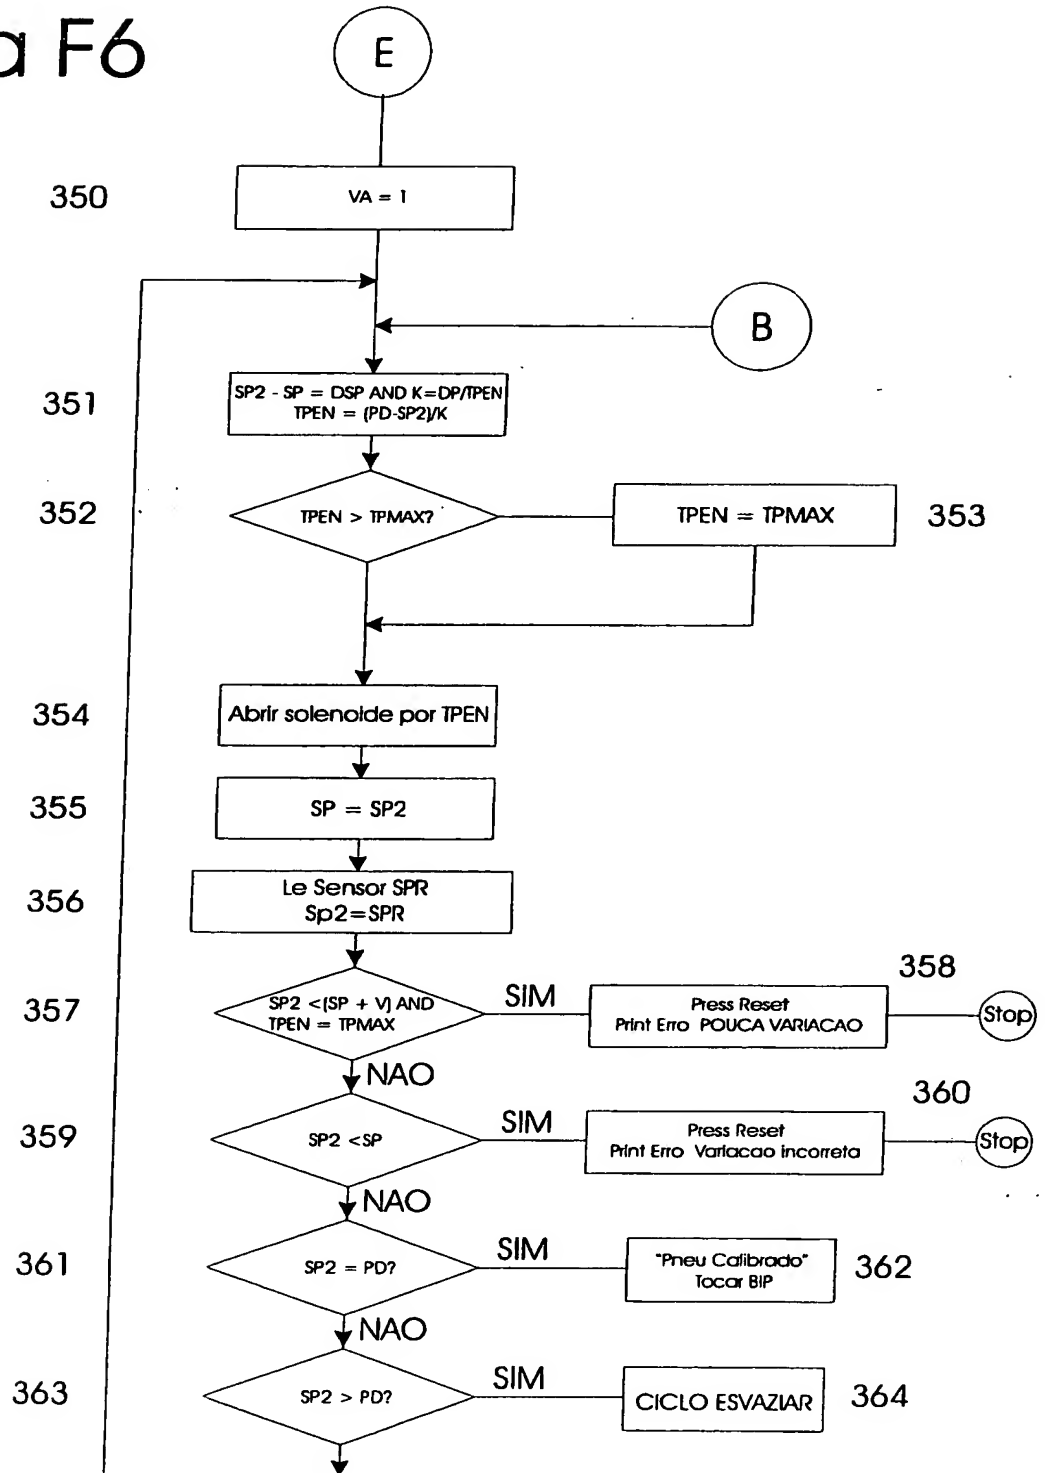 a F6
E
350
VA = 1
B
351
SP2 - SP = DSP AND K=DP/TPEN
TPEN = (PD-SP2)/K
352
TPEN > TPMAX?
TPEN = TPMAX
353
354
Abrir solenoide por TPEN
355
SP = SP2
356
Le Sensor SPR
Sp2=SPR
358
357
SP2 <(SP + V) AND
TPEN = TPMAX
SIM
Press Reset
Print Erro POUCA VARIACAO
Stop
NAO
360
359
SP2 <SP
SIM
Press Reset
Print Erro Variacao incorreta
Stop
NAO
361
SP2 = PD?
SIM
"Pneu Calibrado"
Tocar BIP
362
NAO
363
SP2 > PD?
SIM
CICLO ESVAZIAR
364